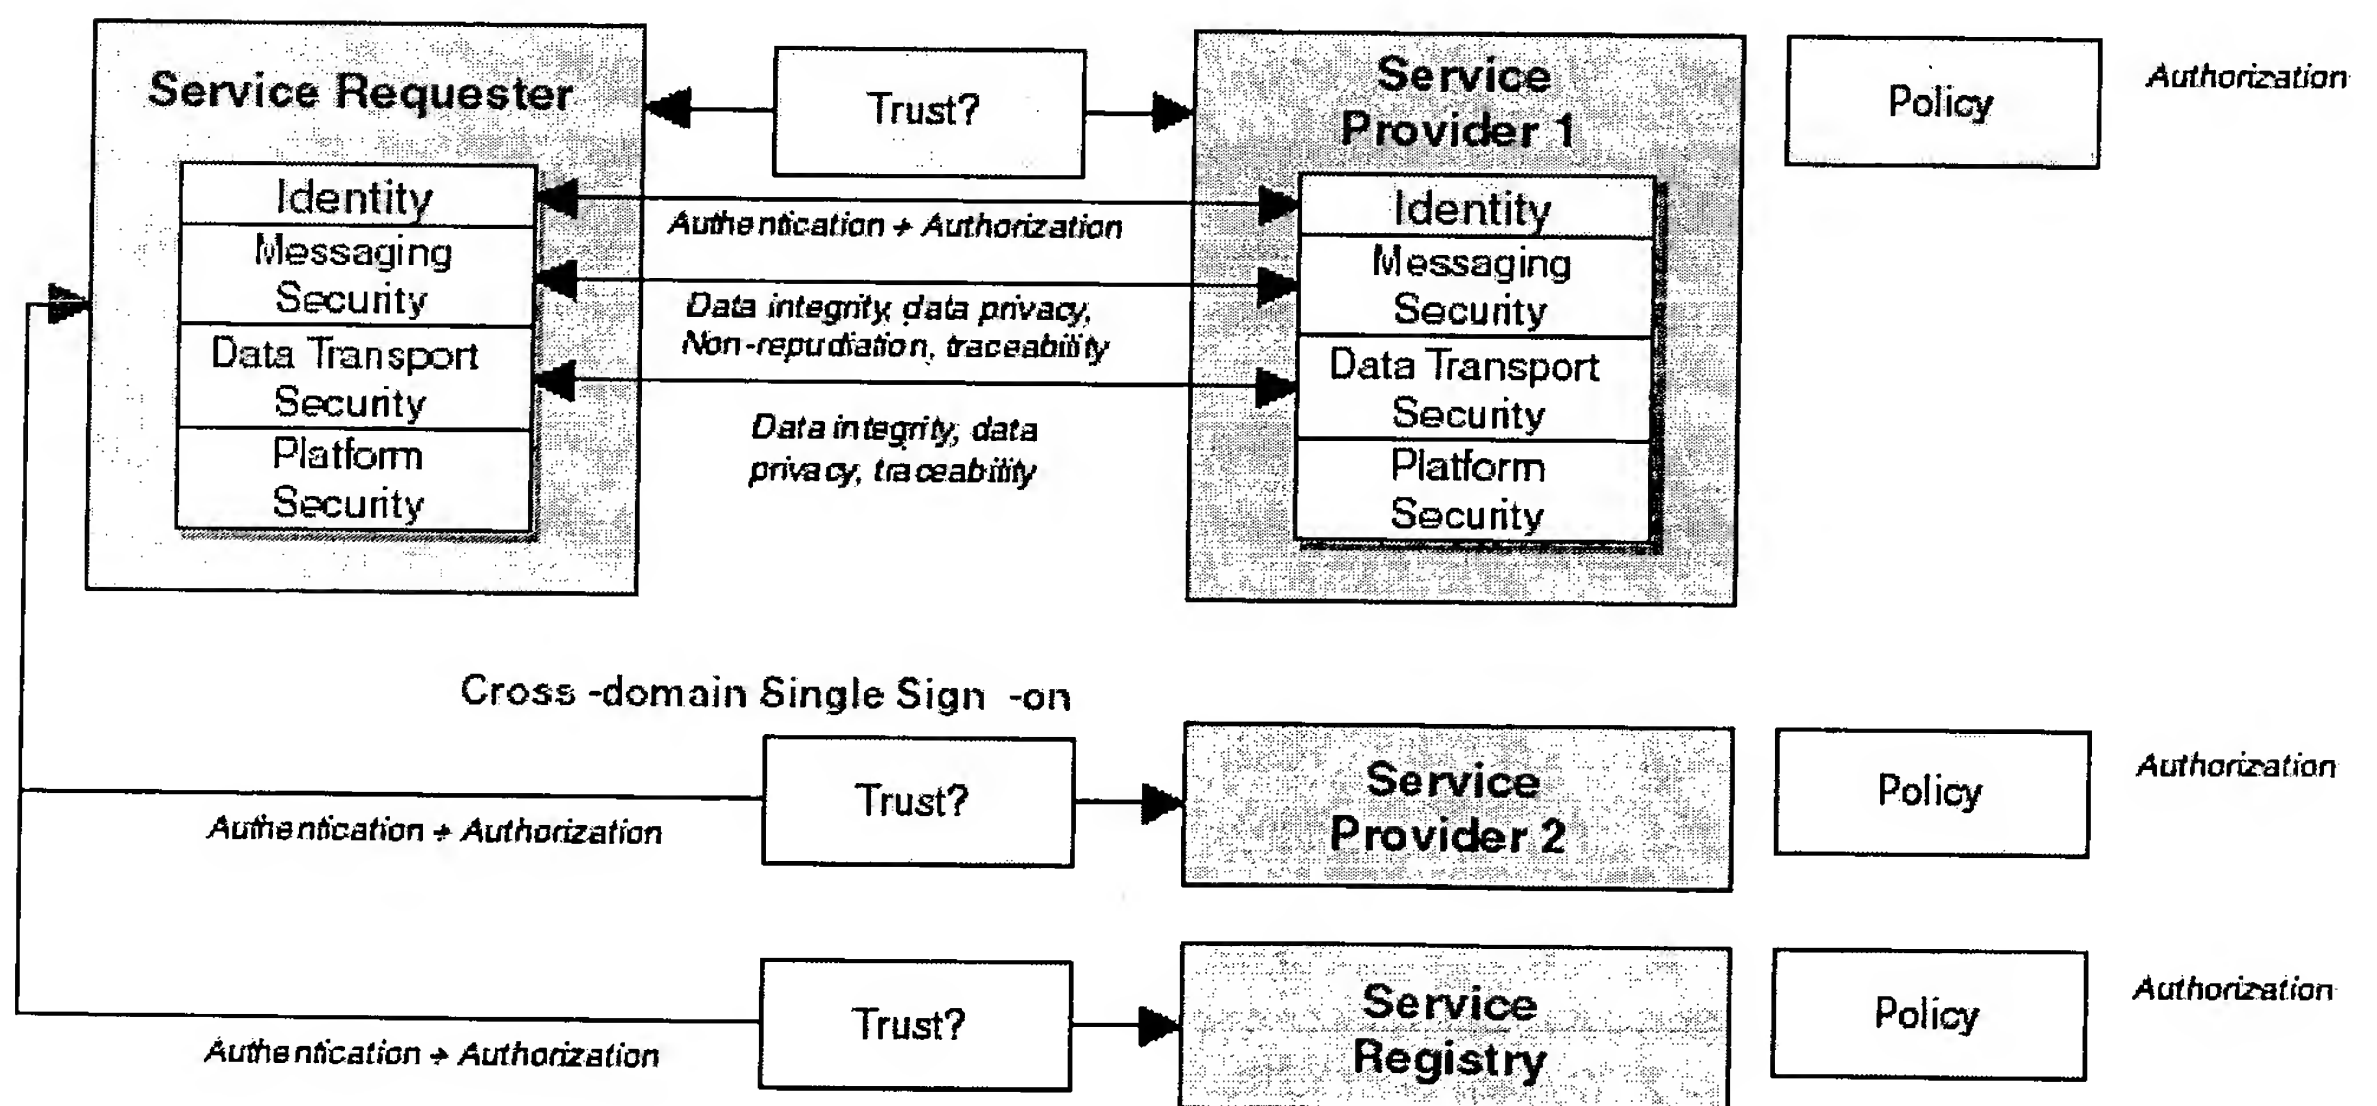 Service Requester
Identity
Messaging
Security
Data Transport
Security
Platform
Security
Trust?
Authentication + Authorization
Data integrity, data privacy,
Non-repudiation, traceability
Data integrity, data
privacy, traceability
Service
Provider 1
Identity
Messaging
Security
Data Transport
Security
Platform
Security
Policy
Authorization
Cross -domain Single Sign -on
Authentication + Authorization
Trust?
Service
Provider 2
Policy
Authorization
Authentication + Authorization
Trust?
Service
Registry
Policy
Authorization